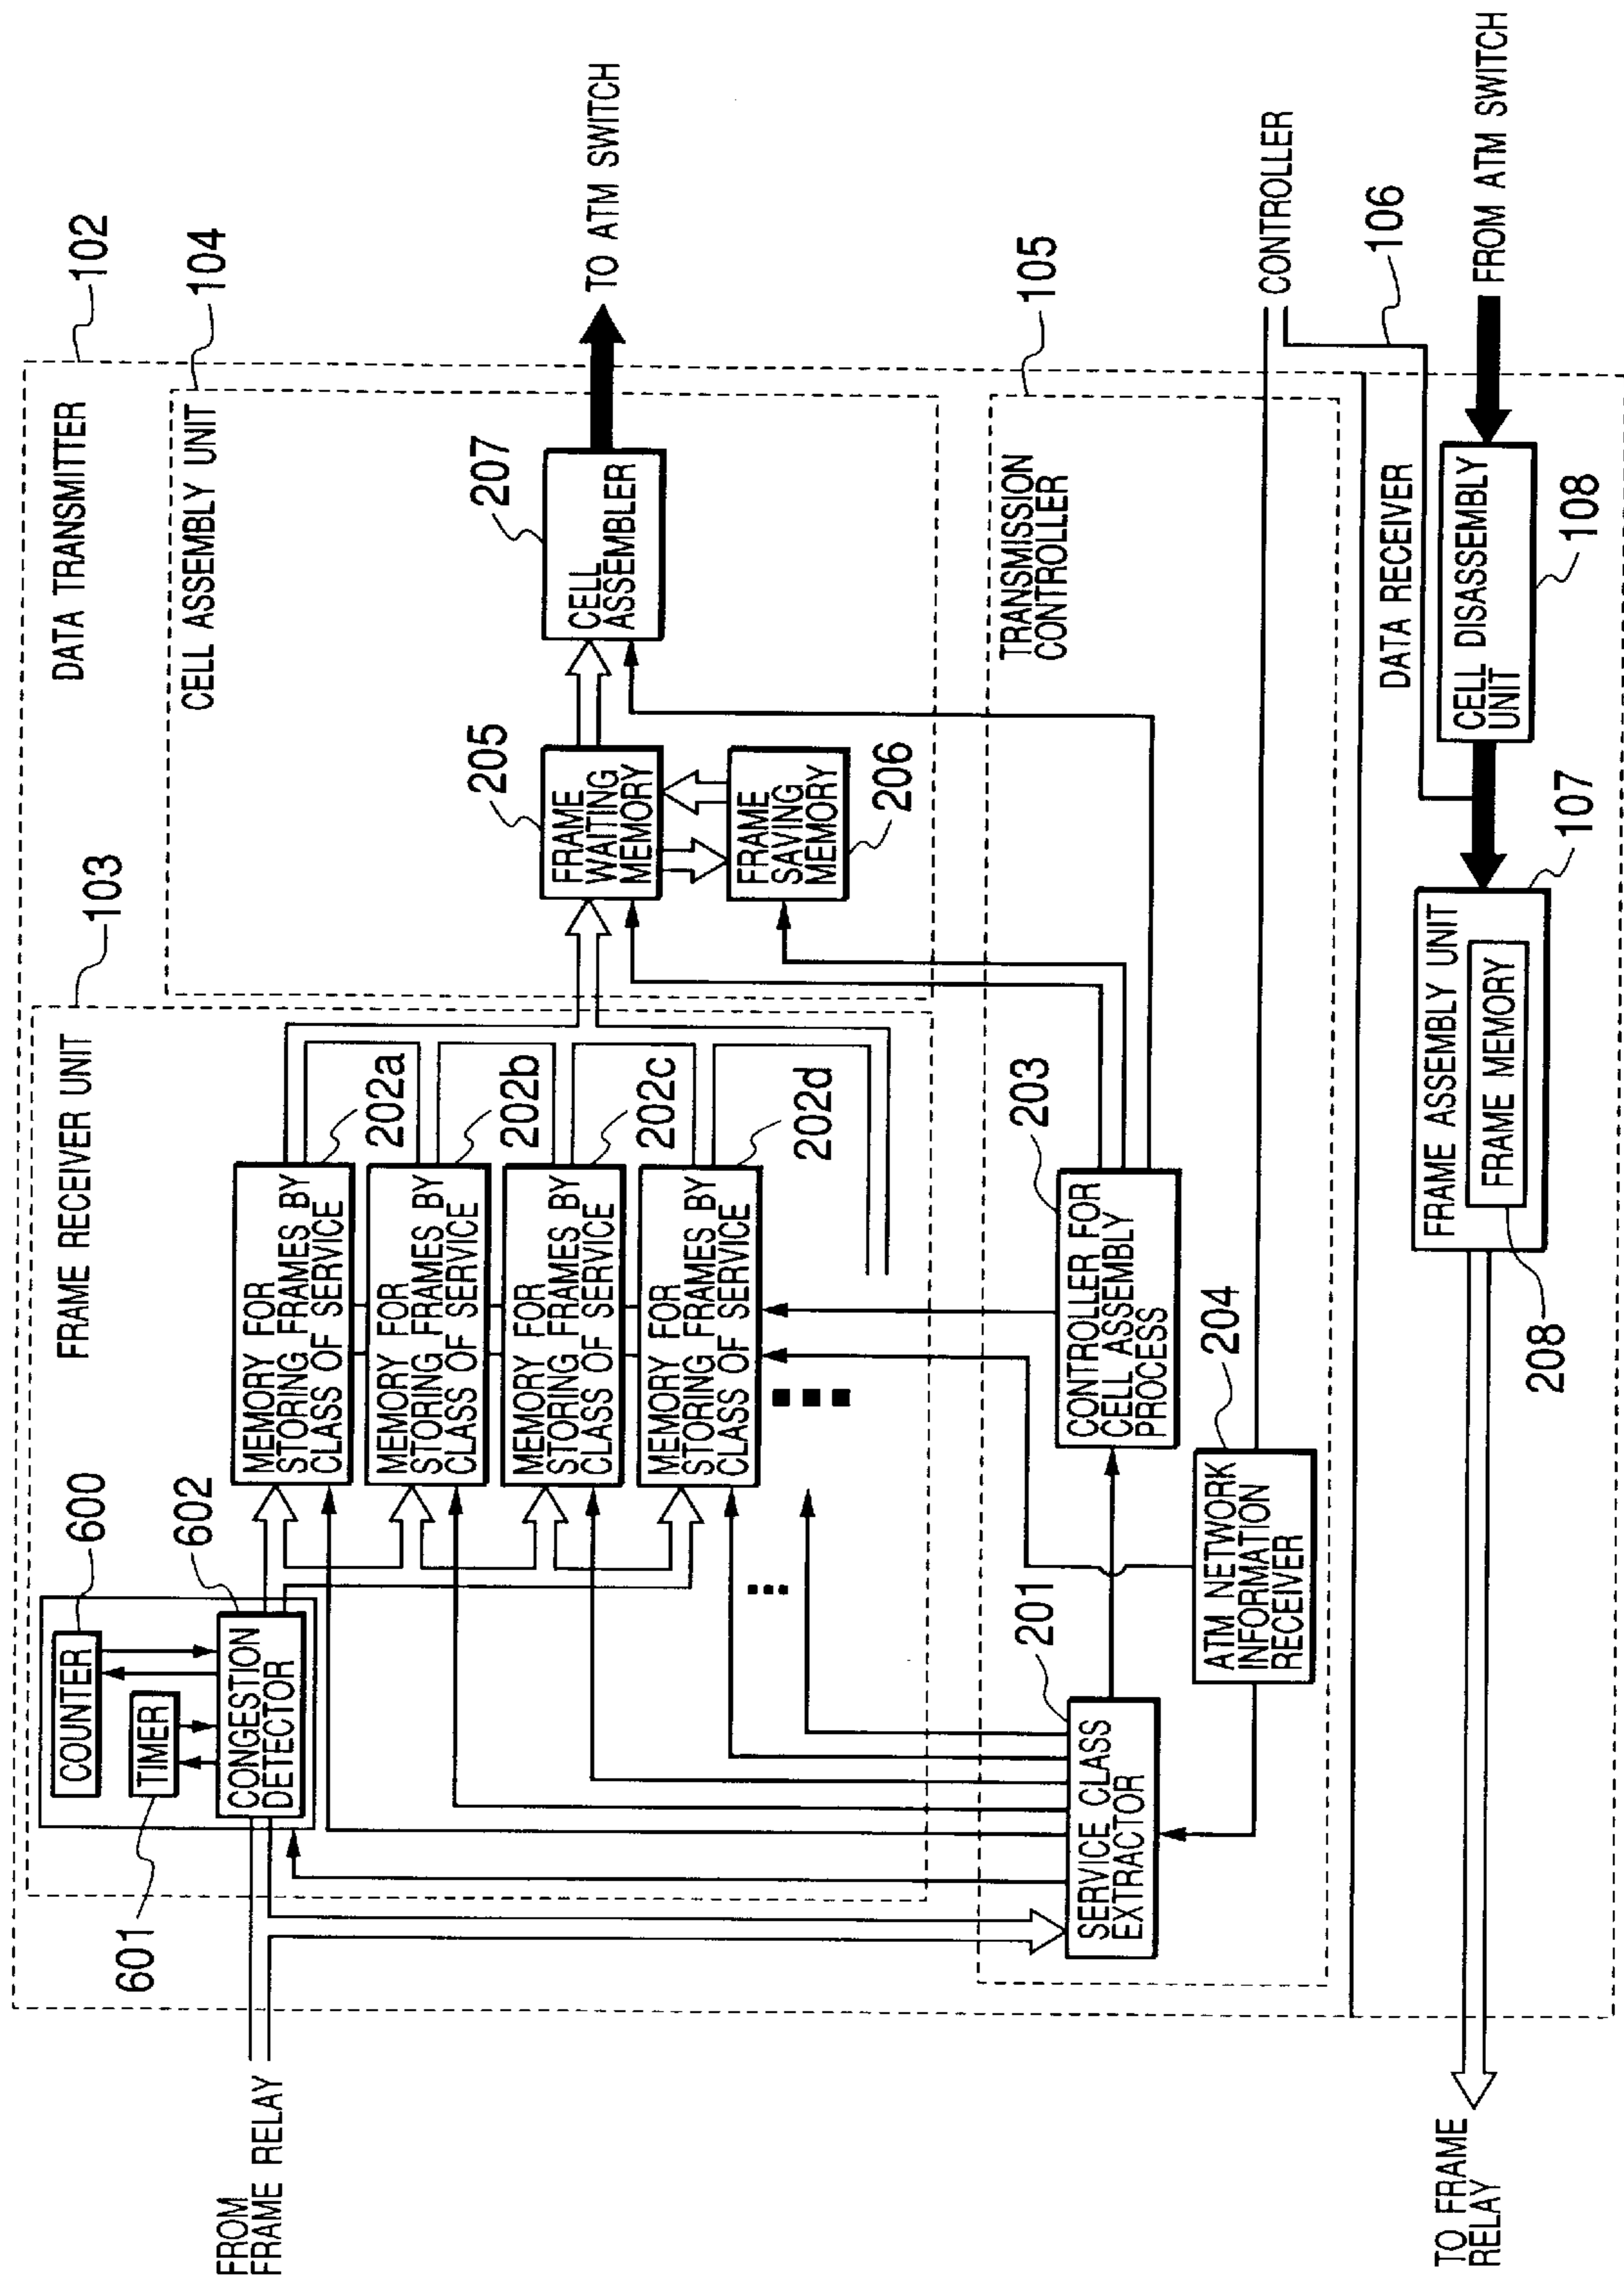 102
DATA TRANSMITTER
104
CELL ASSEMBLY UNIT
TO ATM SWITCH
103
FRAME RECEIVER UNIT
600
COUNTER
601
TIMER
602
CONGESTION
DETECTOR
FROM
FRAME RELAY
MEMORY FOR
STORING FRAMES BY
CLASS OF SERVICE
202a
MEMORY FOR
STORING FRAMES BY
CLASS OF SERVICE
202b
MEMORY FOR
STORING FRAMES BY
CLASS OF SERVICE
202c
MEMORY FOR
STORING FRAMES BY
CLASS OF SERVICE
202d
205
FRAME
WAITING
MEMORY
FRAME
SAVING
MEMORY
206
207
CELL
ASSEMBLER
105
TRANSMISSION
CONTROLLER
201
SERVICE CLASS
EXTRACTOR
203
CONTROLLER FOR
CELL ASSEMBLY
PROCESS
204
ATM NETWORK
INFORMATION
RECEIVER
CONTROLLER
106
DATA RECEIVER
FROM ATM SWITCH
CELL DISASSEMBLY
UNIT
108
107
FRAME ASSEMBLY UNIT
FRAME MEMORY
208
TO FRAME
RELAY